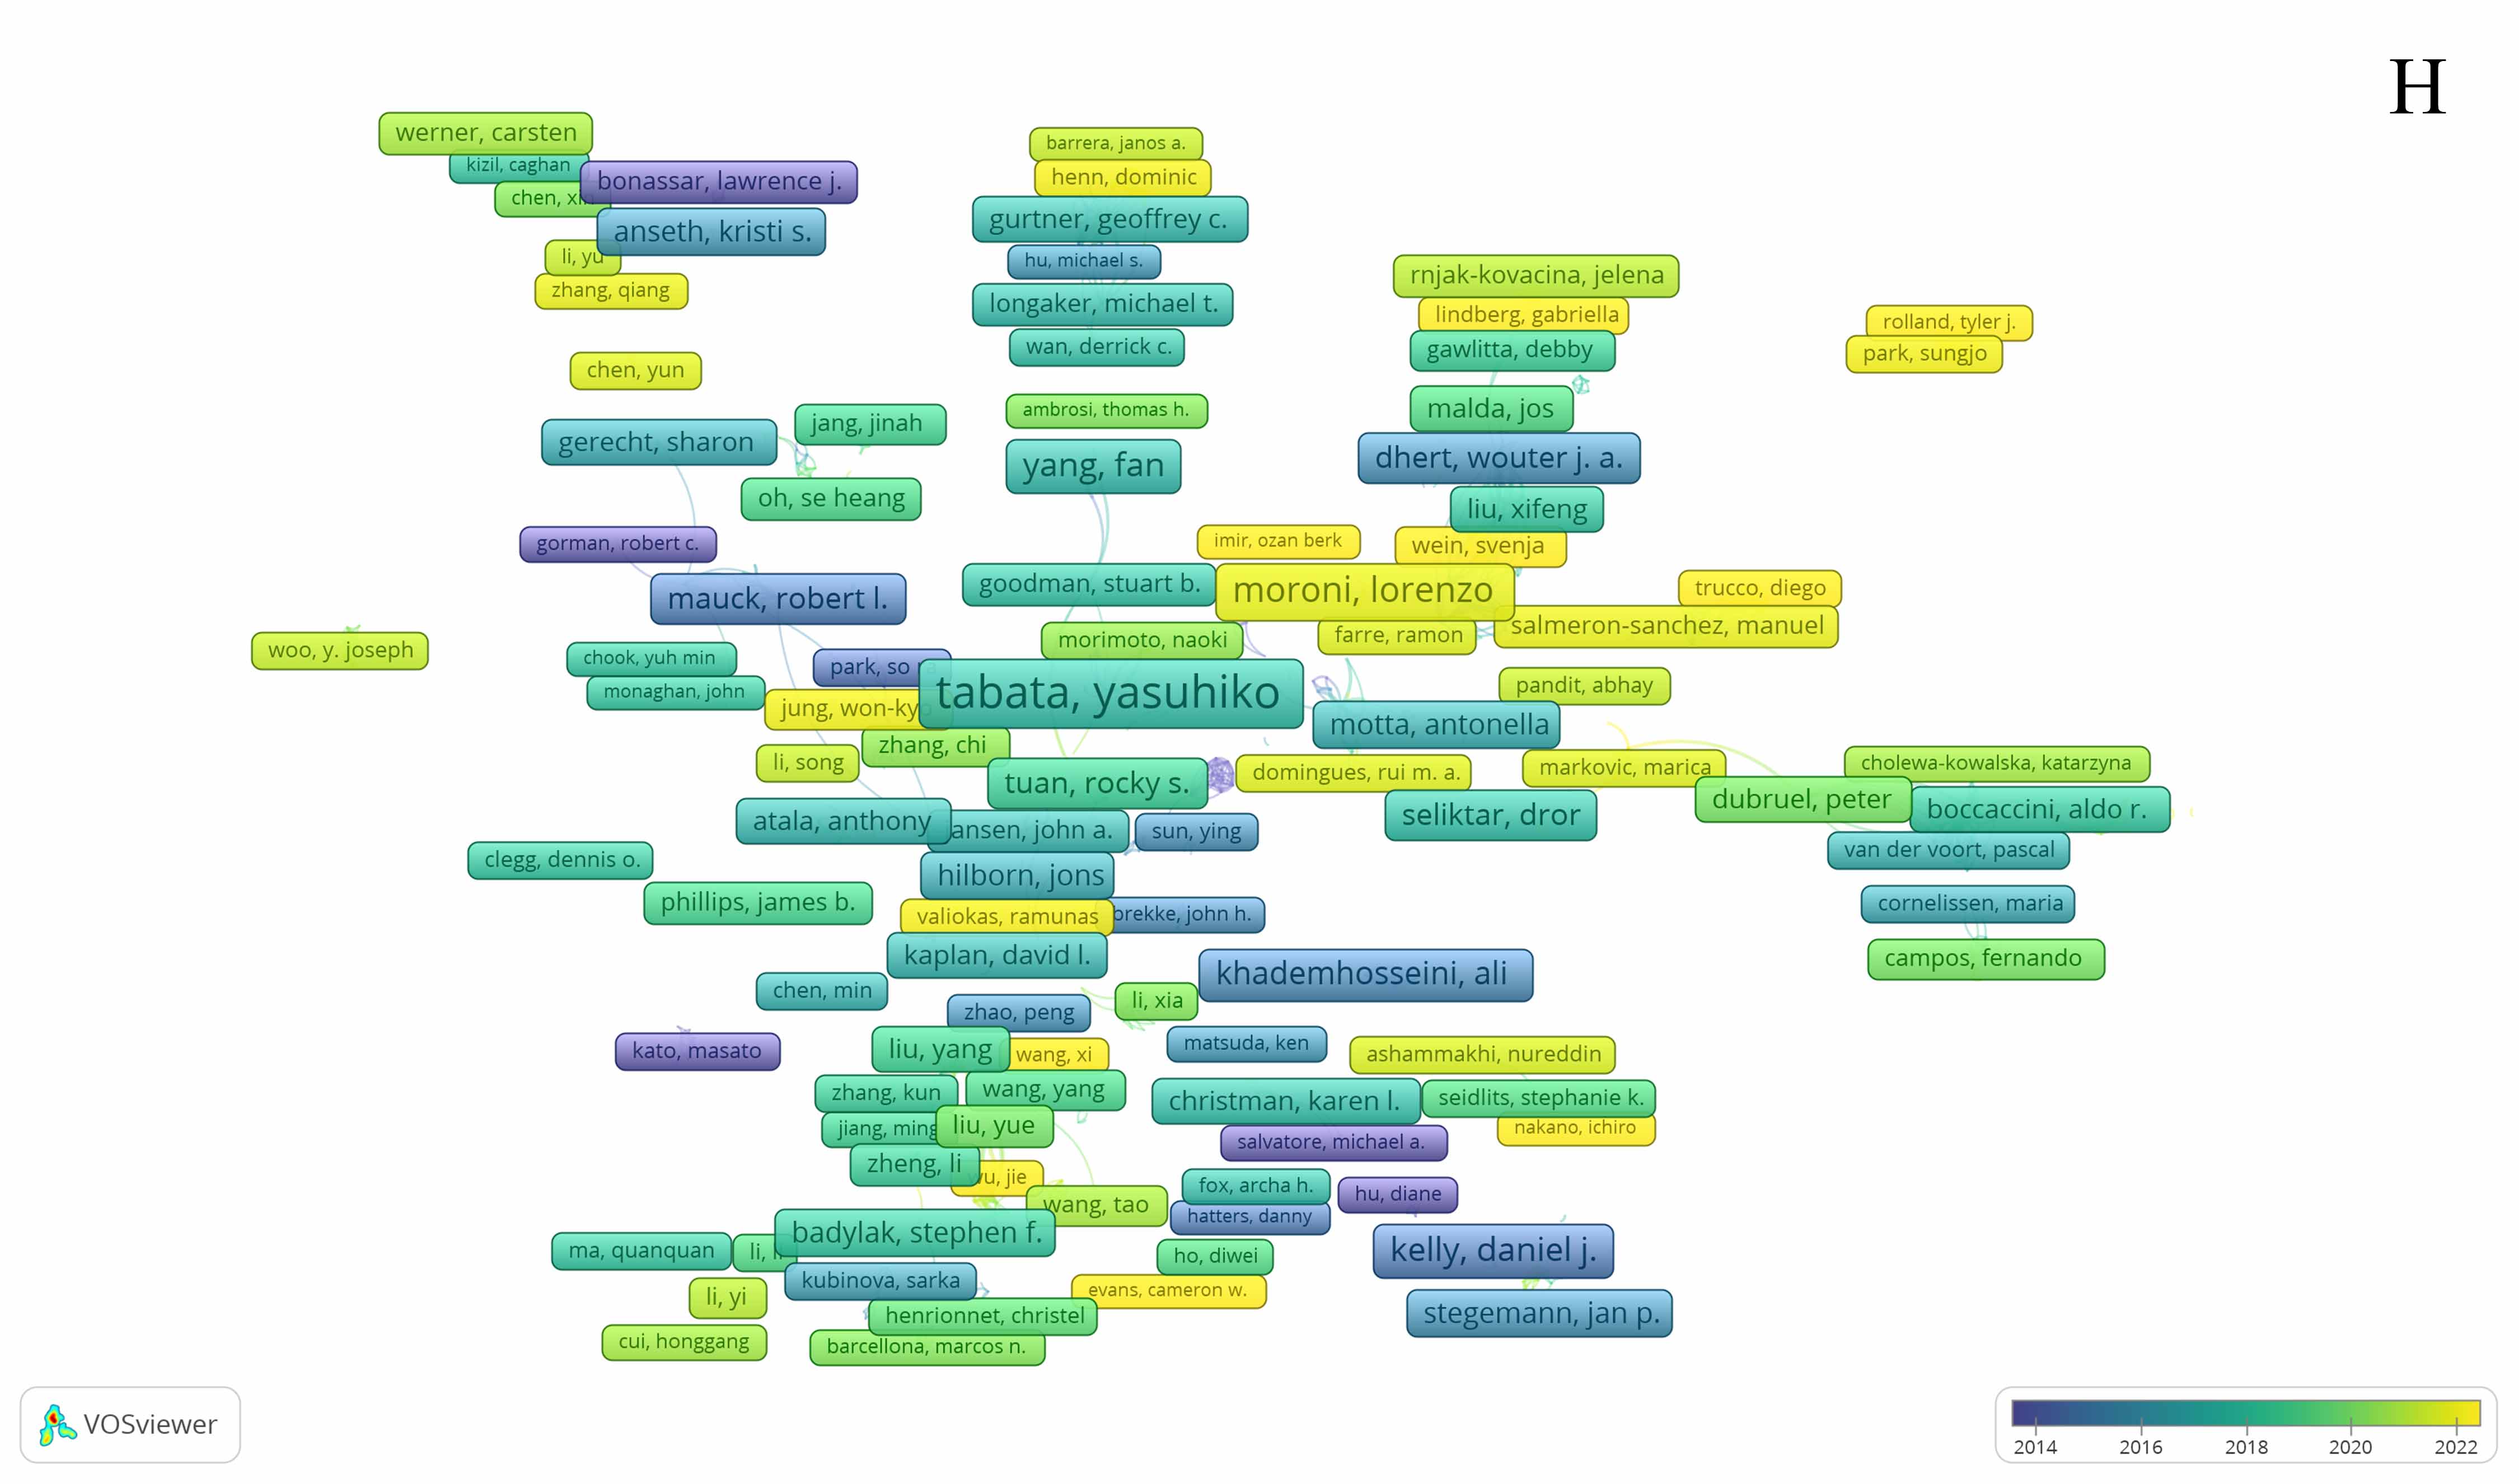 H
werner, carsten
kizil, caghan
chen, xi
bonassar, lawrence j.
anseth, kristi s.
li, yu
zhang, qiang
barrera, janos a.
henn, dominic
gurtner, geoffrey c.
hu, michael s.
longaker, michael t.
wan, derrick c.
rnjak-kovacina, jelena
lindberg, gabriella
gawlitta, debby
rolland, tyler j.
park, sungjo
chen, yun
jang, jinah
gerecht, sharon
oh, se heang
ambrosi, thomas h.
yang, fan
malda, jos
dhert, wouter j. a.
liu, xifeng
gorman, robert c.
mauck, robert l.
imir, ozan berk
wein, svenja
goodman, stuart b.
moroni, lorenzo
trucco, diego
salmeron-sanchez, manuel
farre, ramon
morimoto, naoki
woo, y. joseph
chook, yuh min
monaghan, john
park, so
jung, won-kyo
tabata, yasuhiko
pandit, abhay
motta, antonella
zhang, chi
li, song
tuan, rocky s.
domingues, rui m. a.
markovic, marica
cholewa-kowalska, katarzyna
dubruel, peter
boccaccini, aldo r.
seliktar, dror
atala, anthony
jansen, john a.
sun, ying
van der voort, pascal
clegg, dennis o.
hilborn, jons
phillips, james b.
valiokas, ramunas
brekke, john h.
cornelissen, maria
kaplan, david l.
campos, fernando
khademhosseini, ali
chen, min
zhao, peng
li, xia
kato, masato
liu, yang
wang, xi
matsuda, ken
ashammakhi, nureddin
zhang, kun
wang, yang
christman, karen l.
seidlits, stephanie k.
jiang, ming
liu, yue
nakano, ichiro
salvatore, michael a.
zheng, li
wu, jie
wang, tao
fox, archa h.
hu, diane
hatters, danny
badylak, stephen f.
ma, quanquan
li,
ho, diwei
kelly, daniel j.
kubinova, sarka
li, yi
evans, cameron w.
henrionnet, christel
stegemann, jan p.
cui, honggang
barcellona, marcos n.
VOSviewer
2014 2016 2018 2020 2022